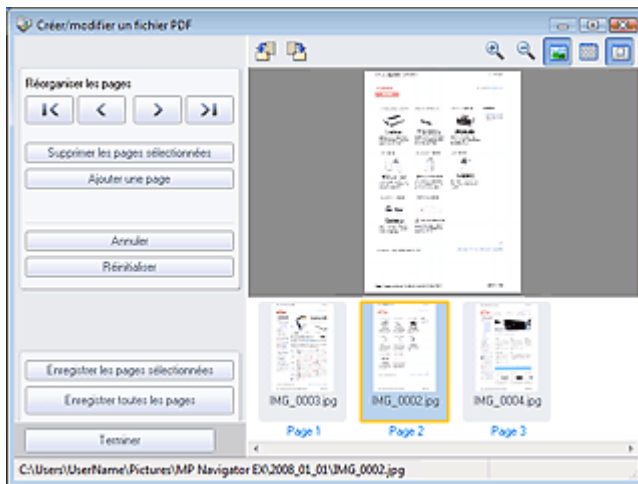 Créer/modifier un fichier PDF
Réorganiser les pages
Supprimer les pages sélectionnées
Ajouter une page
Annuler
Réinitialiser
Enregistrer les pages sélectionnées
Enregistrer toutes les pages
Terminer
IMG_0003.jpg
IMG_0002.jpg
IMG_0004.jpg
Page 1
Page 2
Page 3
C:\Users\UserName\Pictures\MP Navigator EX\2008_01_01\IMG_0002.jpg